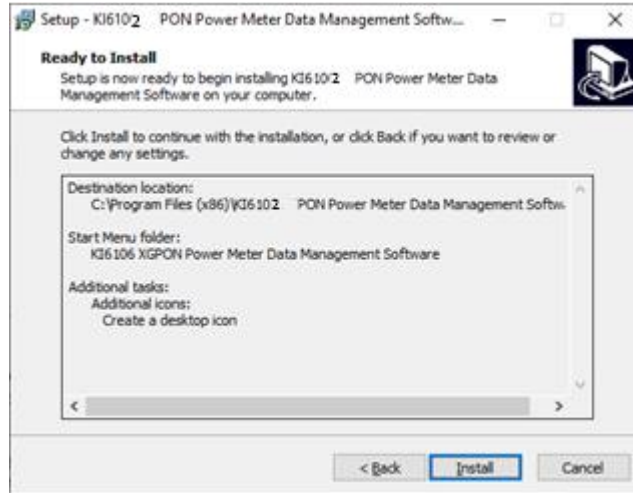 Setup - KI6102 PON Power Meter Data Management Softw...
Ready to Install
Setup is now ready to begin installing KI610/2 PON Power Meter Data
Management Software on your computer.
Click Install to continue with the installation, or click Back if you want to review or
change any settings.
Destination location:
C:\Program Files (x86)\KI6102 PON Power Meter Data Management Softw
Start Menu folder:
KI6106 XGPON Power Meter Data Management Software
Additional tasks:
Additional icons:
Create a desktop icon
< Back Install Cancel